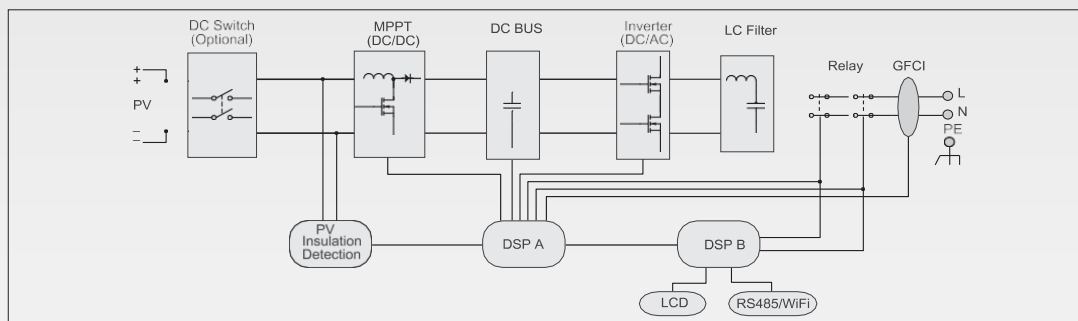 DC Switch
(Optional)
MPPT
(DC/DC)
DC BUS
Inverter
(DC/AC)
LC Filter
Relay
GFCI
+
+
PV
–
–
L
N
PE
PV
Insulation
Detection
DSP A
DSP B
LCD
RS485/WiFi